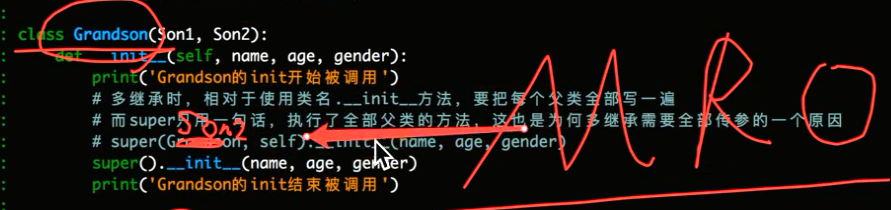 class Grandson(Son1, Son2):
def __init__(self, name, age, gender):
print('Grandson的init开始被调用')
# 多继承时，相对于使用类名.__init__方法，要把每个父类全部写一遍
# 而super只用一句话，执行了全部父类的方法，这也是为何多继承需要全部传参的一个原因
Son2
# super(Grandson, self).__init__(name, age, gender)
super().__init__(name, age, gender)
print('Grandson的init结束被调用')
MRO